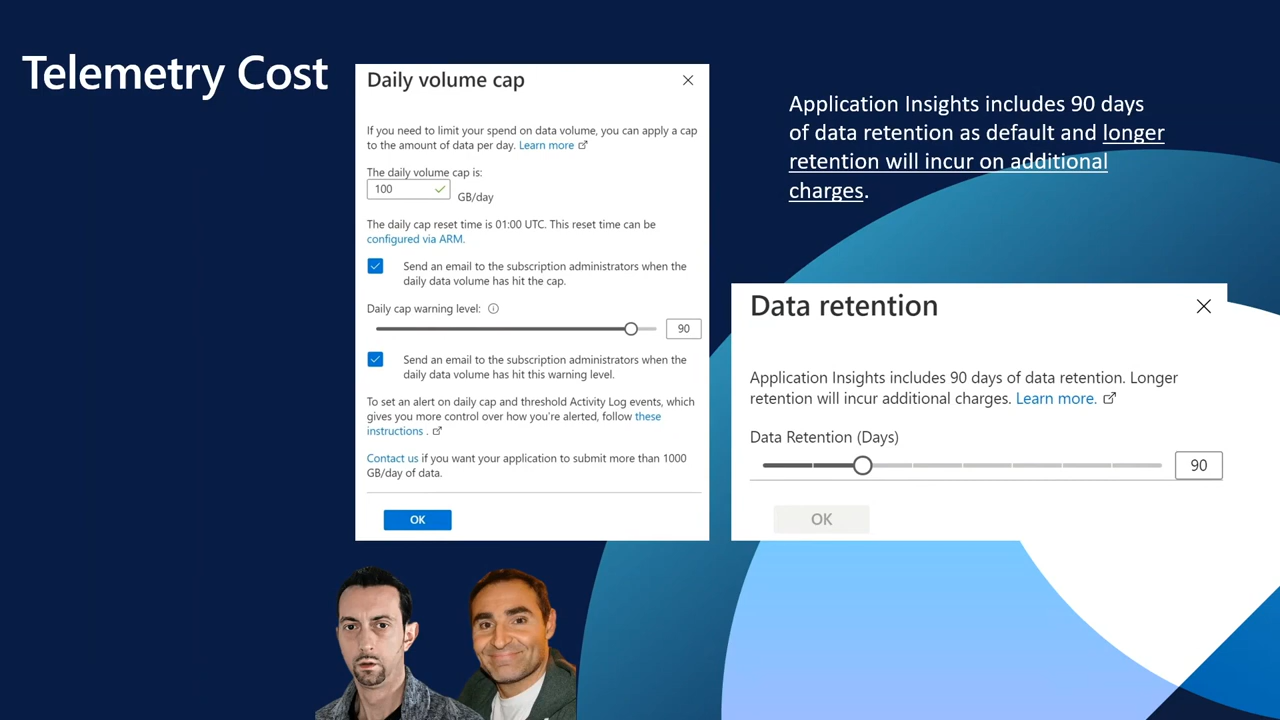 Telemetry Cost
Daily volume cap
If you need to limit your spend on data volume, you can apply a cap
to the amount of data per day. Learn more
The daily volume cap is:
100
GB/day
The daily cap reset time is 01:00 UTC. This reset time can be
configured via ARM.
Send an email to the subscription administrators when the
daily data volume has hit the cap.
Daily cap warning level:
90
Send an email to the subscription administrators when the
daily data volume has hit this warning level.
To set an alert on daily cap and threshold Activity Log events, which
gives you more control over how you're alerted, follow these
instructions .
Contact us if you want your application to submit more than 1000
GB/day of data.
OK
Application Insights includes 90 days
of data retention as default and longer
retention will incur on additional
charges.
Data retention
Application Insights includes 90 days of data retention. Longer
retention will incur additional charges. Learn more.
Data Retention (Days)
90
OK